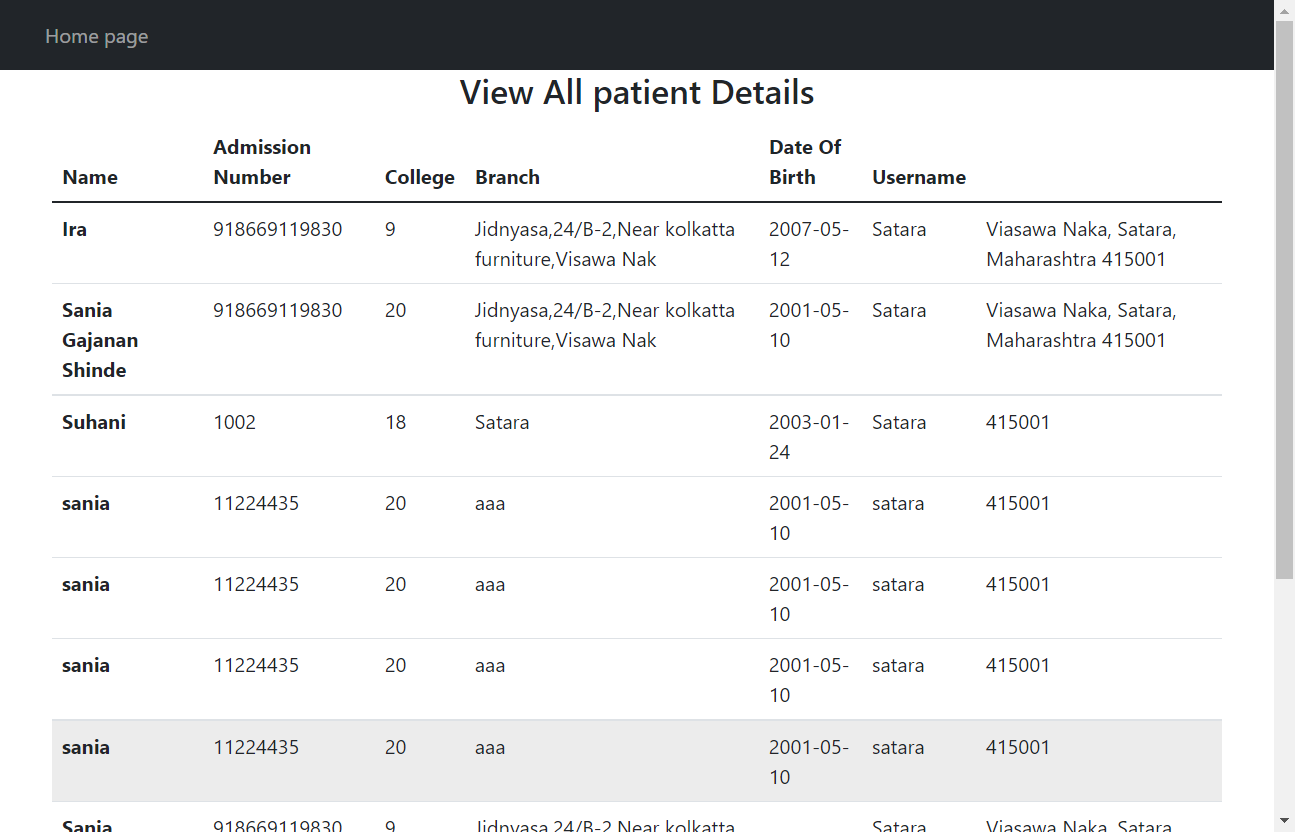 Home page
View All patient Details
Name Admission Number College Branch Date Of Birth Username
Ira 918669119830 9 Jidnyasa,24/B-2,Near kolkatta furniture,Visawa Nak 2007-05-12 Satara Viasawa Naka, Satara, Maharashtra 415001
Sania Gajanan Shinde 918669119830 20 Jidnyasa,24/B-2,Near kolkatta furniture,Visawa Nak 2001-05-10 Satara Viasawa Naka, Satara, Maharashtra 415001
Suhani 1002 18 Satara 2003-01-24 Satara 415001
sania 11224435 20 aaa 2001-05-10 satara 415001
sania 11224435 20 aaa 2001-05-10 satara 415001
sania 11224435 20 aaa 2001-05-10 satara 415001
sania 11224435 20 aaa 2001-05-10 satara 415001
Sania 918669119830 9 Jidnyasa,24/B-2,Near kolkatta Satara Viasawa Naka, Satara,